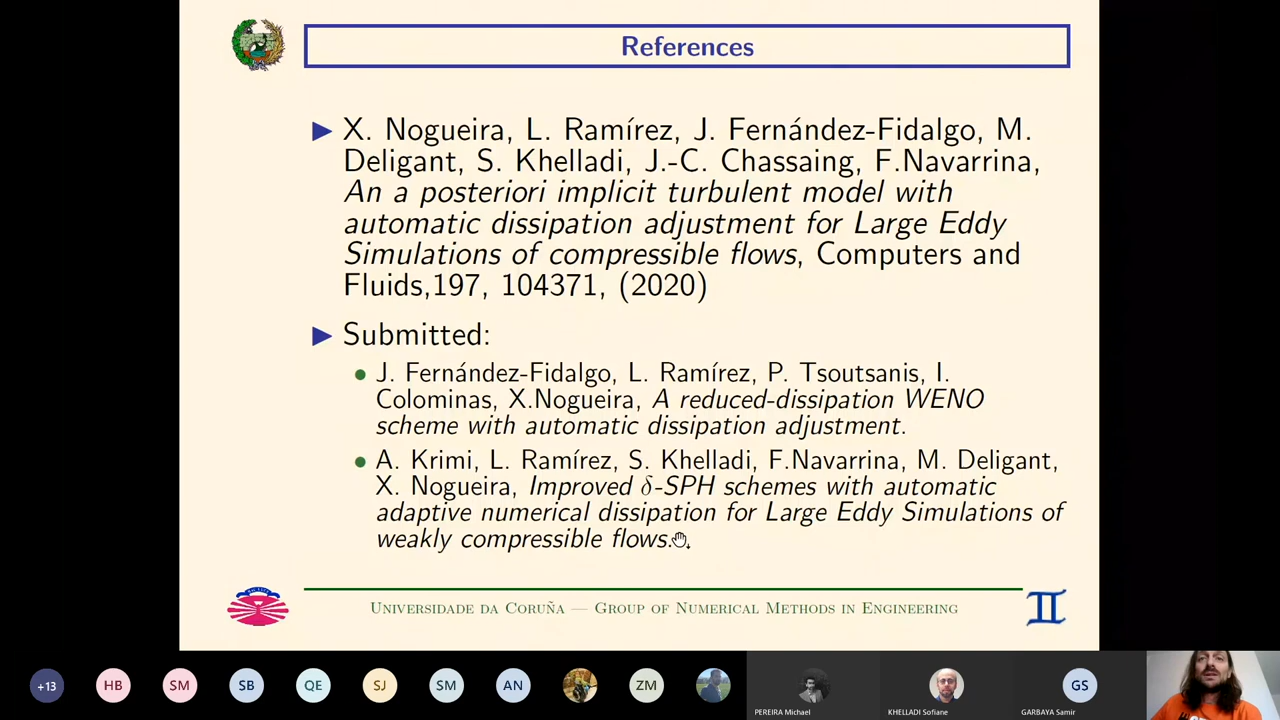 References
X. Nogueira, L. Ramírez, J. Fernández-Fidalgo, M.
Deligant, S. Khelladi, J.-C. Chassaing, F.Navarrina,
An a posteriori implicit turbulent model with
automatic dissipation adjustment for Large Eddy
Simulations of compressible flows, Computers and
Fluids,197, 104371, (2020)
Submitted:
J. Fernández-Fidalgo, L. Ramírez, P. Tsoutsanis, I.
Colominas, X.Nogueira, A reduced-dissipation WENO
scheme with automatic dissipation adjustment.
A. Krimi, L. Ramírez, S. Khelladi, F.Navarrina, M. Deligant,
X. Nogueira, Improved δ-SPH schemes with automatic
adaptive numerical dissipation for Large Eddy Simulations of
weakly compressible flows.
Universidade da Coruña — Group of Numerical Methods in Engineering
+13 HB SM SB QE SJ SM AN ZM GS
PEREIRA Michael KHELLADI Sofiane GARBAYA Samir